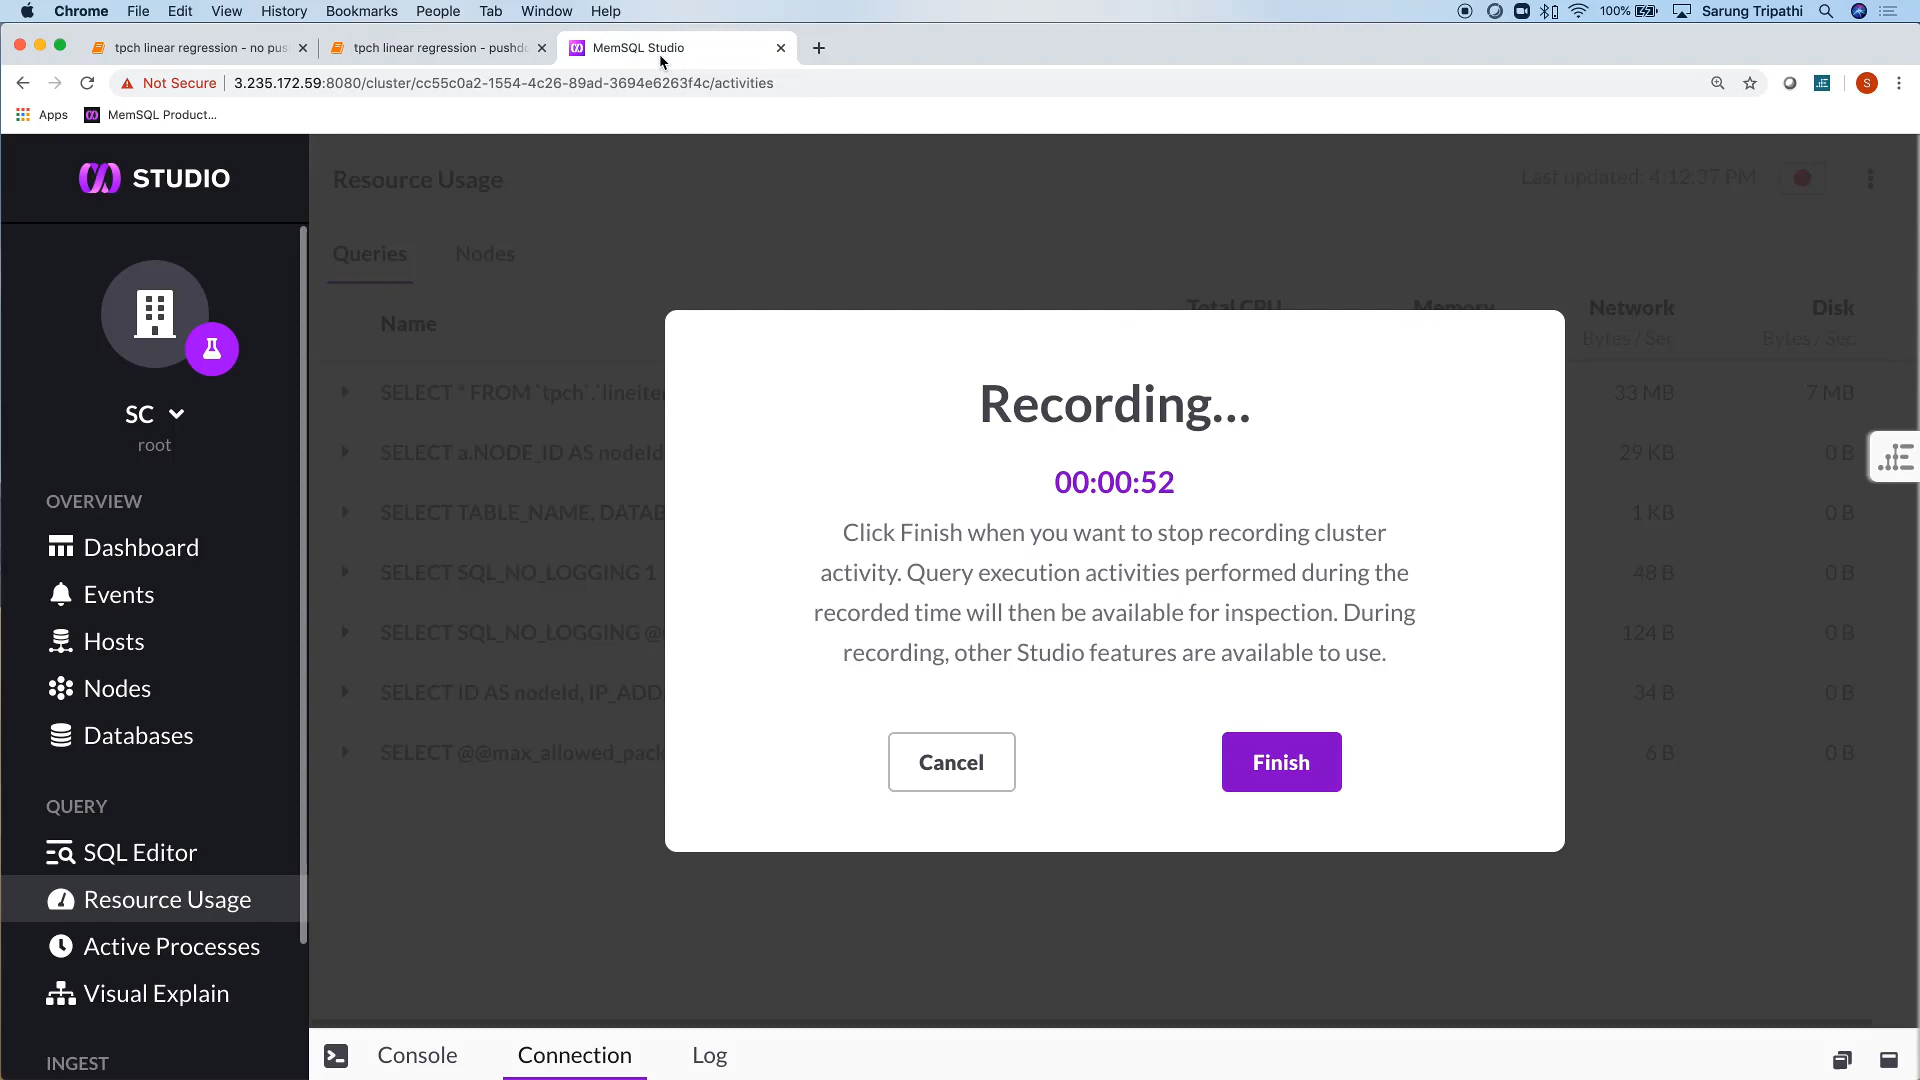 Chrome File Edit View History Bookmarks People Tab Window Help 100% Sarung Tripathi
tpch linear regression - no pus
tpch linear regression - pushd
MemSQL Studio
Not Secure 3.235.172.59:8080/cluster/cc55c0a2-1554-4c26-89ad-3694e6263f4c/activities S
Apps MemSQL Product...
STUDIO
SC
root
OVERVIEW
Dashboard
Events
Hosts
Nodes
Databases
QUERY
SQL Editor
Resource Usage
Active Processes
Visual Explain
INGEST
Resource Usage
Last updated: 4:12:37 PM
Queries Nodes
Name Total CPU Memory Network Disk
Bytes / Sec Bytes / Sec
SELECT * FROM `tpch`.`lineite 33 MB 7 MB
SELECT a.NODE_ID AS nodeId 29 KB 0 B
SELECT TABLE_NAME, DATAB 1 KB 0 B
SELECT SQL_NO_LOGGING 1 48 B 0 B
SELECT SQL_NO_LOGGING @ 124 B 0 B
SELECT ID AS nodeId, IP_ADD 34 B 0 B
SELECT @@max_allowed_pack 6 B 0 B
Recording...
00:00:52
Click Finish when you want to stop recording cluster
activity. Query execution activities performed during the
recorded time will then be available for inspection. During
recording, other Studio features are available to use.
Cancel Finish
Console Connection Log